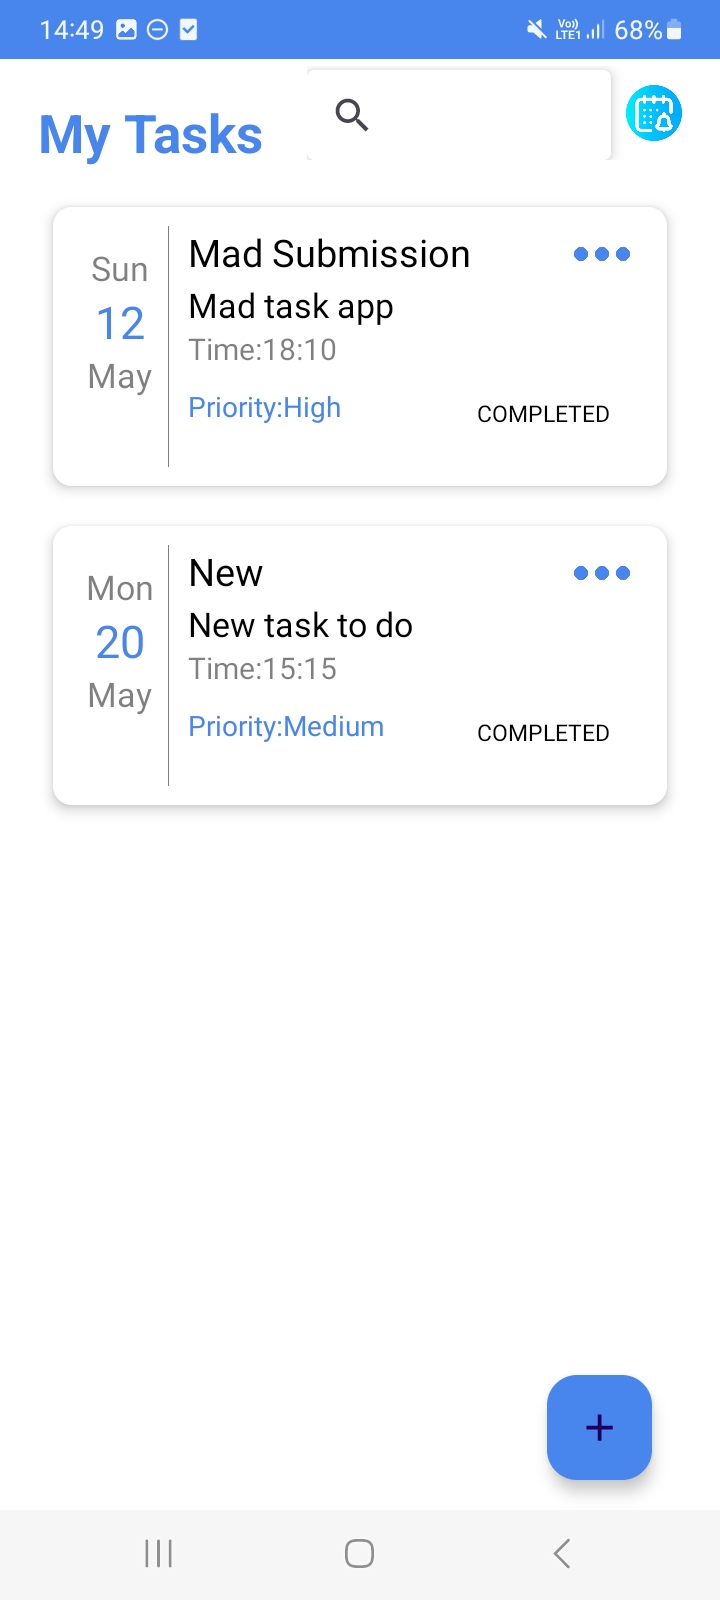 14:49
Vo)) LTE1 68%
My Tasks
Sun
12
May
Mad Submission
Mad task app
Time:18:10
Priority:High
COMPLETED
Mon
20
May
New
New task to do
Time:15:15
Priority:Medium
COMPLETED
+